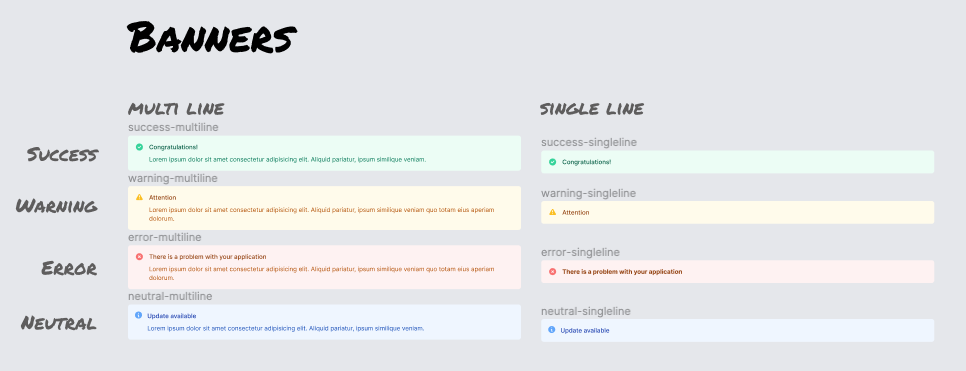 Banners
multi line
single line
Success
success-multiline
Congratulations!
Lorem ipsum dolor sit amet consectetur adipisicing elit. Aliquid pariatur, ipsum similique veniam.
success-singleline
Congratulations!
Warning
warning-multiline
Attention
Lorem ipsum dolor sit amet consectetur adipisicing elit. Aliquid pariatur, ipsum similique veniam quo totam eius aperiam
dolorum.
warning-singleline
Attention
Error
error-multiline
There is a problem with your application
Lorem ipsum dolor sit amet consectetur adipisicing elit. Aliquid pariatur, ipsum similique veniam quo totam eius aperiam
dolorum.
error-singleline
There is a problem with your application
Neutral
neutral-multiline
Update available
Lorem ipsum dolor sit amet consectetur adipisicing elit. Aliquid pariatur, ipsum similique veniam.
neutral-singleline
Update available